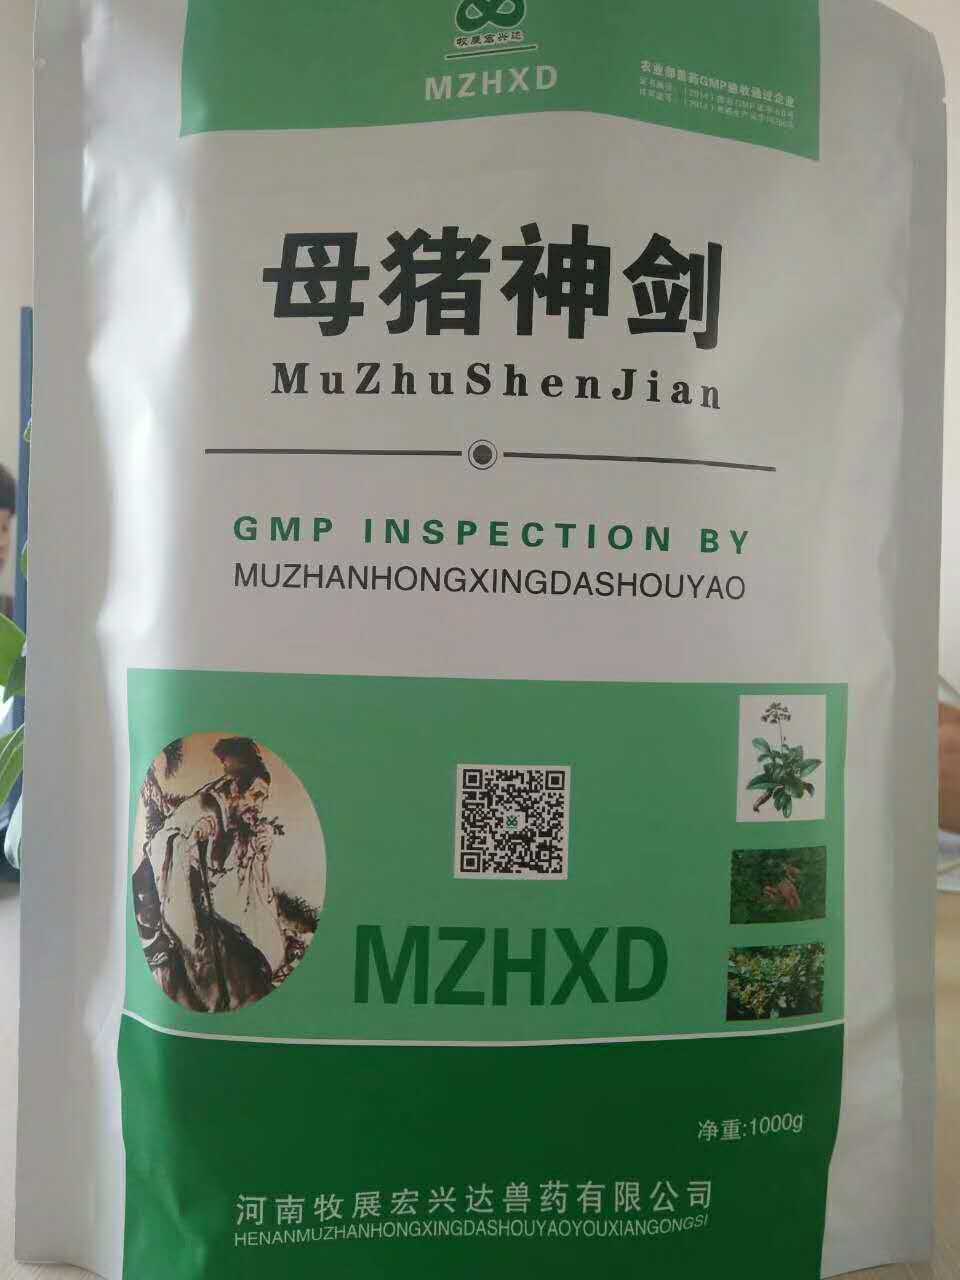 牧展宏兴达
MZHXD
农业部兽药GMP验收通过企业
母猪神剑
MuZhuShenJian
GMP INSPECTION BY
MUZHANHONGXINGDASHOUYAO
MZHXD
净重:1000g
河南牧展宏兴达兽药有限公司
HENANMUZHANHONGXINGDASHOUYAOYOUXIANGONGSI